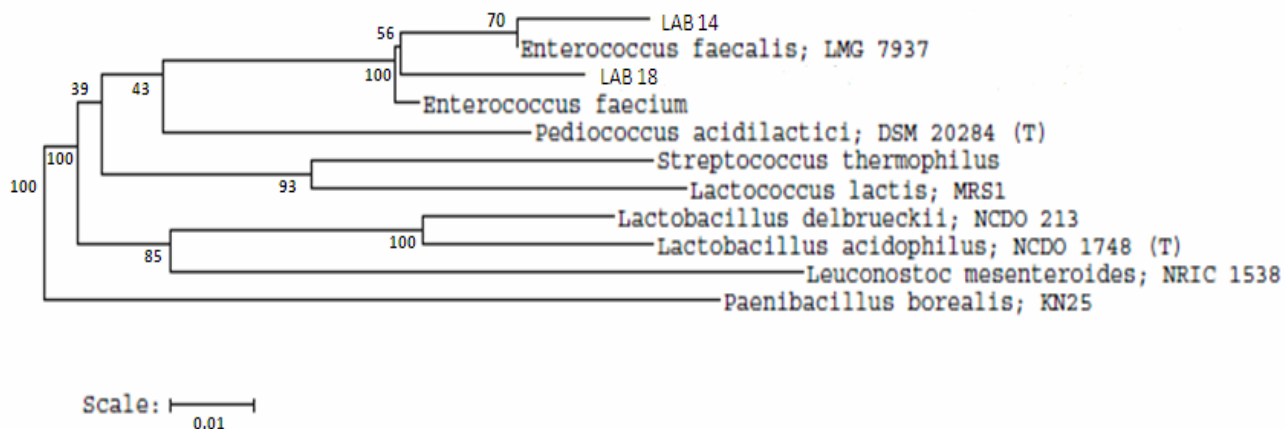 70 LAB 14
56 Enterococcus faecalis; LMG 7937
100 LAB 18
39 43 Enterococcus faecium
Pediococcus acidilactici; DSM 20284 (T)
100 Streptococcus thermophilus
100 93 Lactococcus lactis; MRS1
Lactobacillus delbrueckii; NCDO 213
100 Lactobacillus acidophilus; NCDO 1748 (T)
85 Leuconostoc mesenteroides; NRIC 1538
Paenibacillus borealis; KN25
Scale:
0.01